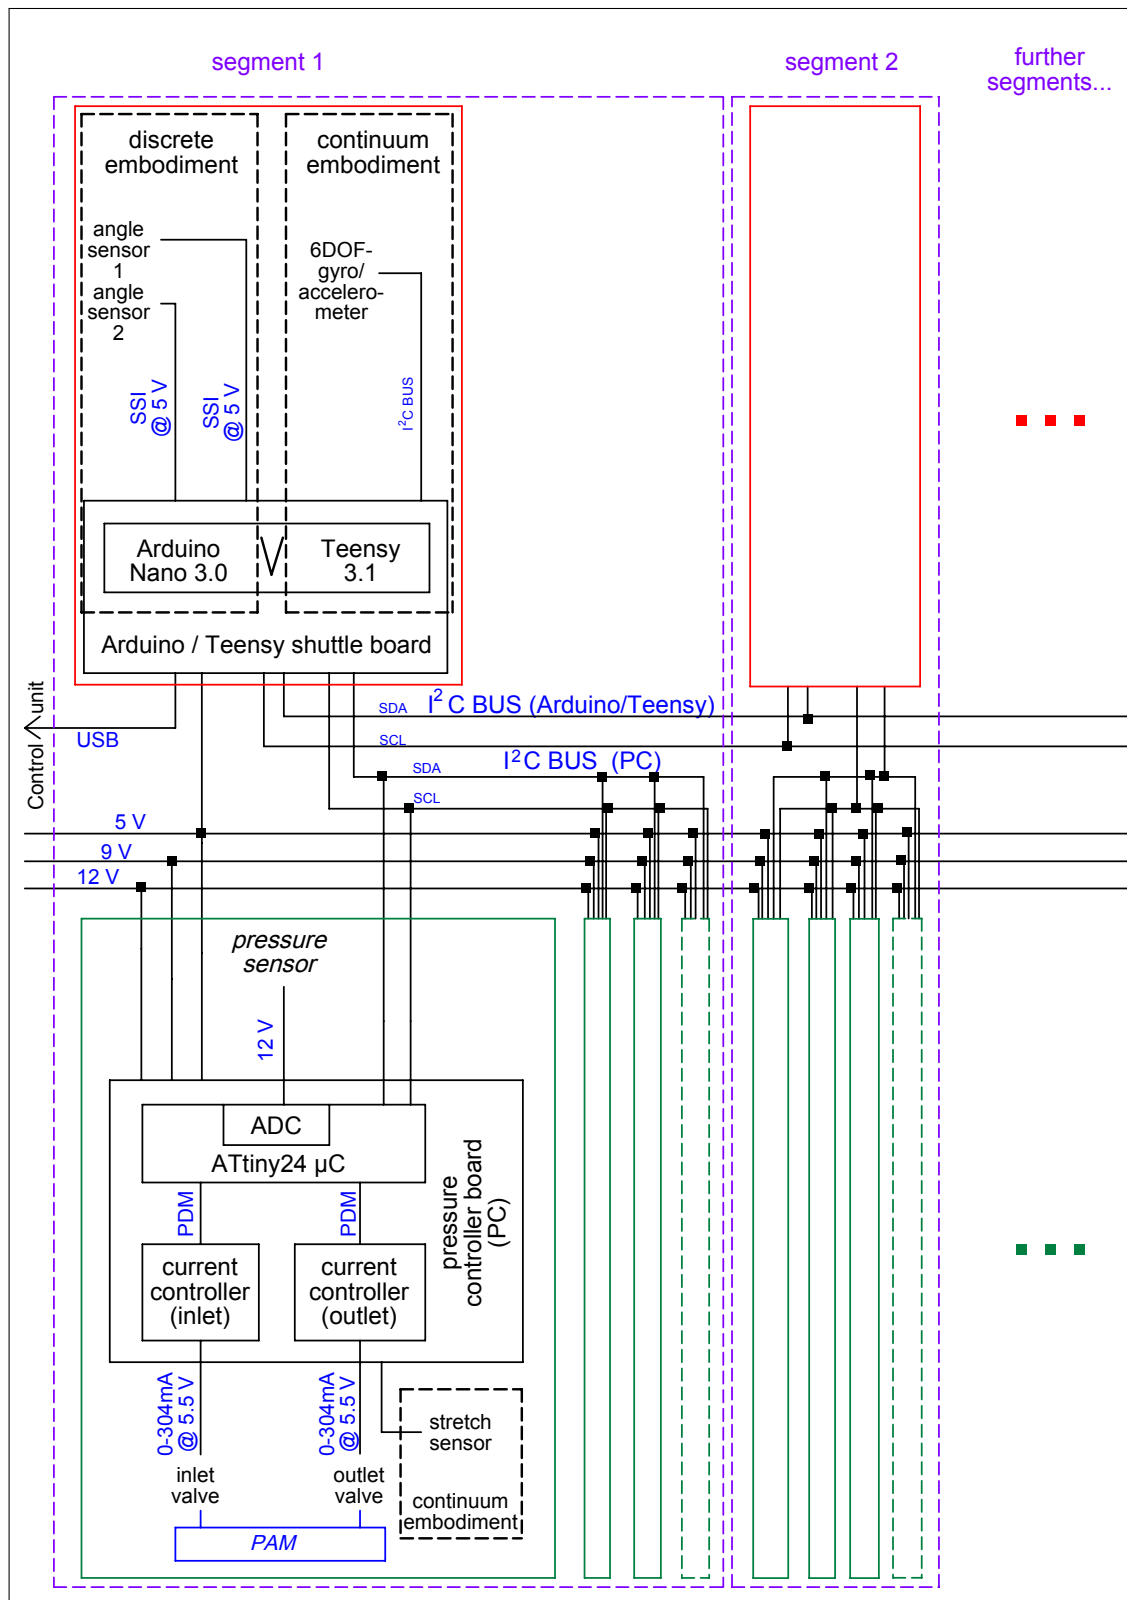 segment 1
segment 2
further
segments...
discrete
embodiment
continuum
embodiment
angle
sensor
1
angle
sensor
2
6DOF-
gyro/
accelero-
meter
SSI
@ 5 V
SSI
@ 5 V
I²C BUS
Arduino
Nano 3.0
V
Teensy
3.1
Arduino / Teensy shuttle board
Control unit
USB
SDA
I² C BUS (Arduino/Teensy)
SCL
I²C BUS (PC)
SDA
SCL
5 V
9 V
12 V
pressure
sensor
12 V
ADC
ATtiny24 µC
PDM
PDM
pressure
controller board
(PC)
current
controller
(inlet)
current
controller
(outlet)
0-304mA
@ 5.5 V
0-304mA
@ 5.5 V
stretch
sensor
inlet
valve
outlet
valve
continuum
embodiment
PAM